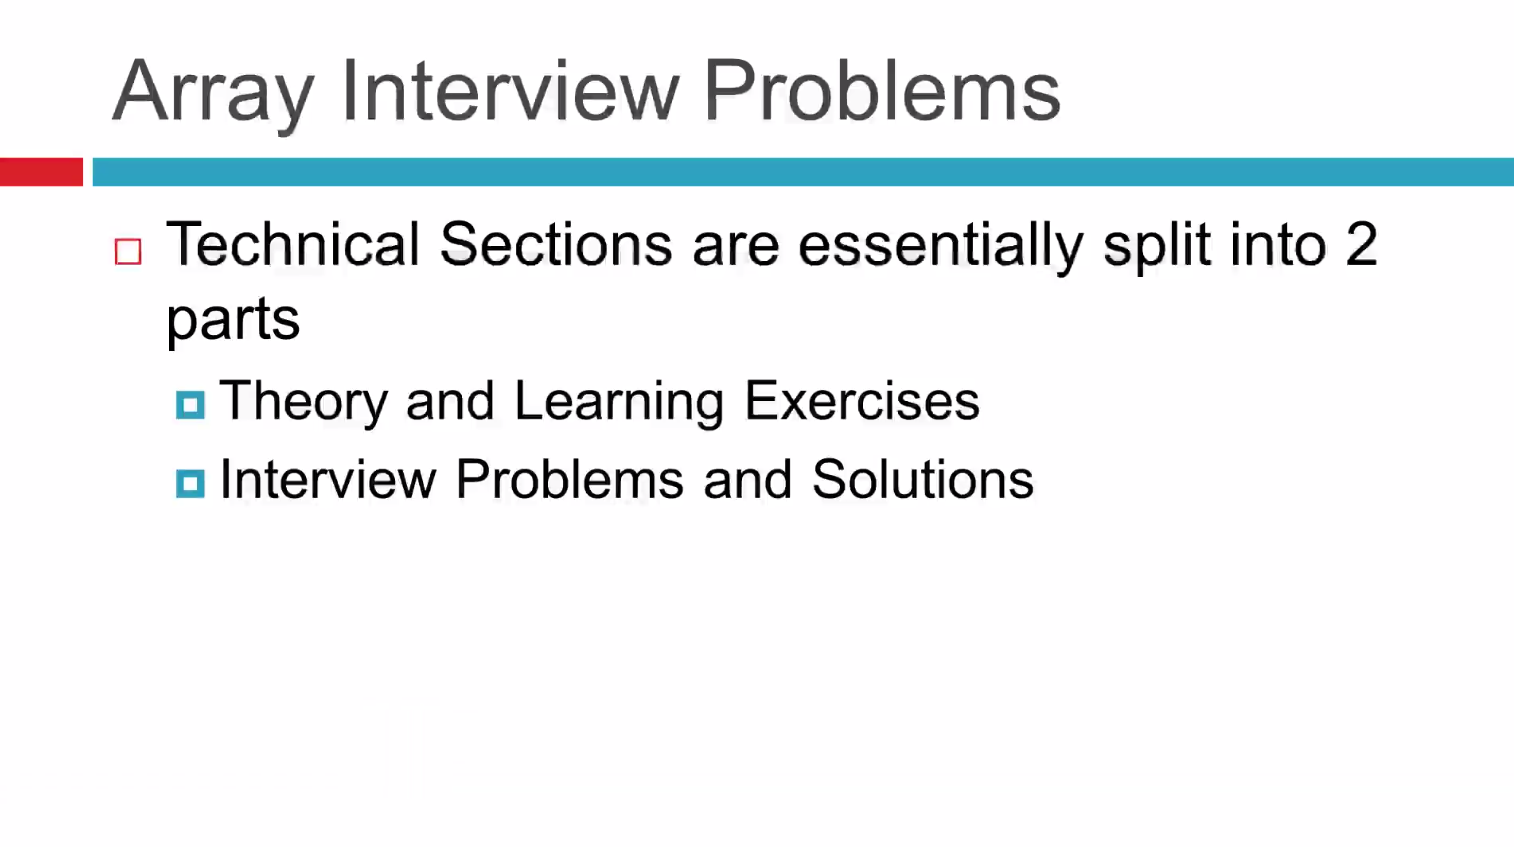 Array Interview Problems
Technical Sections are essentially split into 2
parts
Theory and Learning Exercises
Interview Problems and Solutions